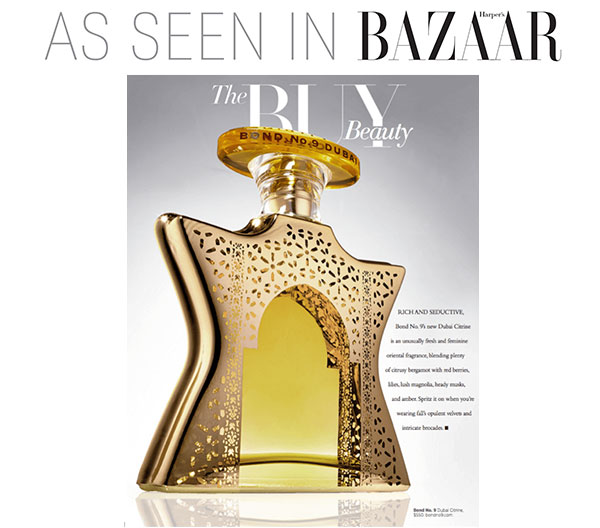 AS SEEN IN Harper's BAZAAR
The BUY
Beauty
BOND NO. 9 DUBAI
RICH AND SEDUCTIVE,
Bond No. 9's new Dubai Citrine
is an unusually fresh and feminine
oriental fragrance, blending plenty
of citrusy bergamot with red berries,
lilies, lush magnolia, heady musks,
and amber. Spritz it on when you're
wearing fall's opulent velvets and
intricate brocades. ■
Bond No. 9 Dubai Citrine,
$550. bondno9.com